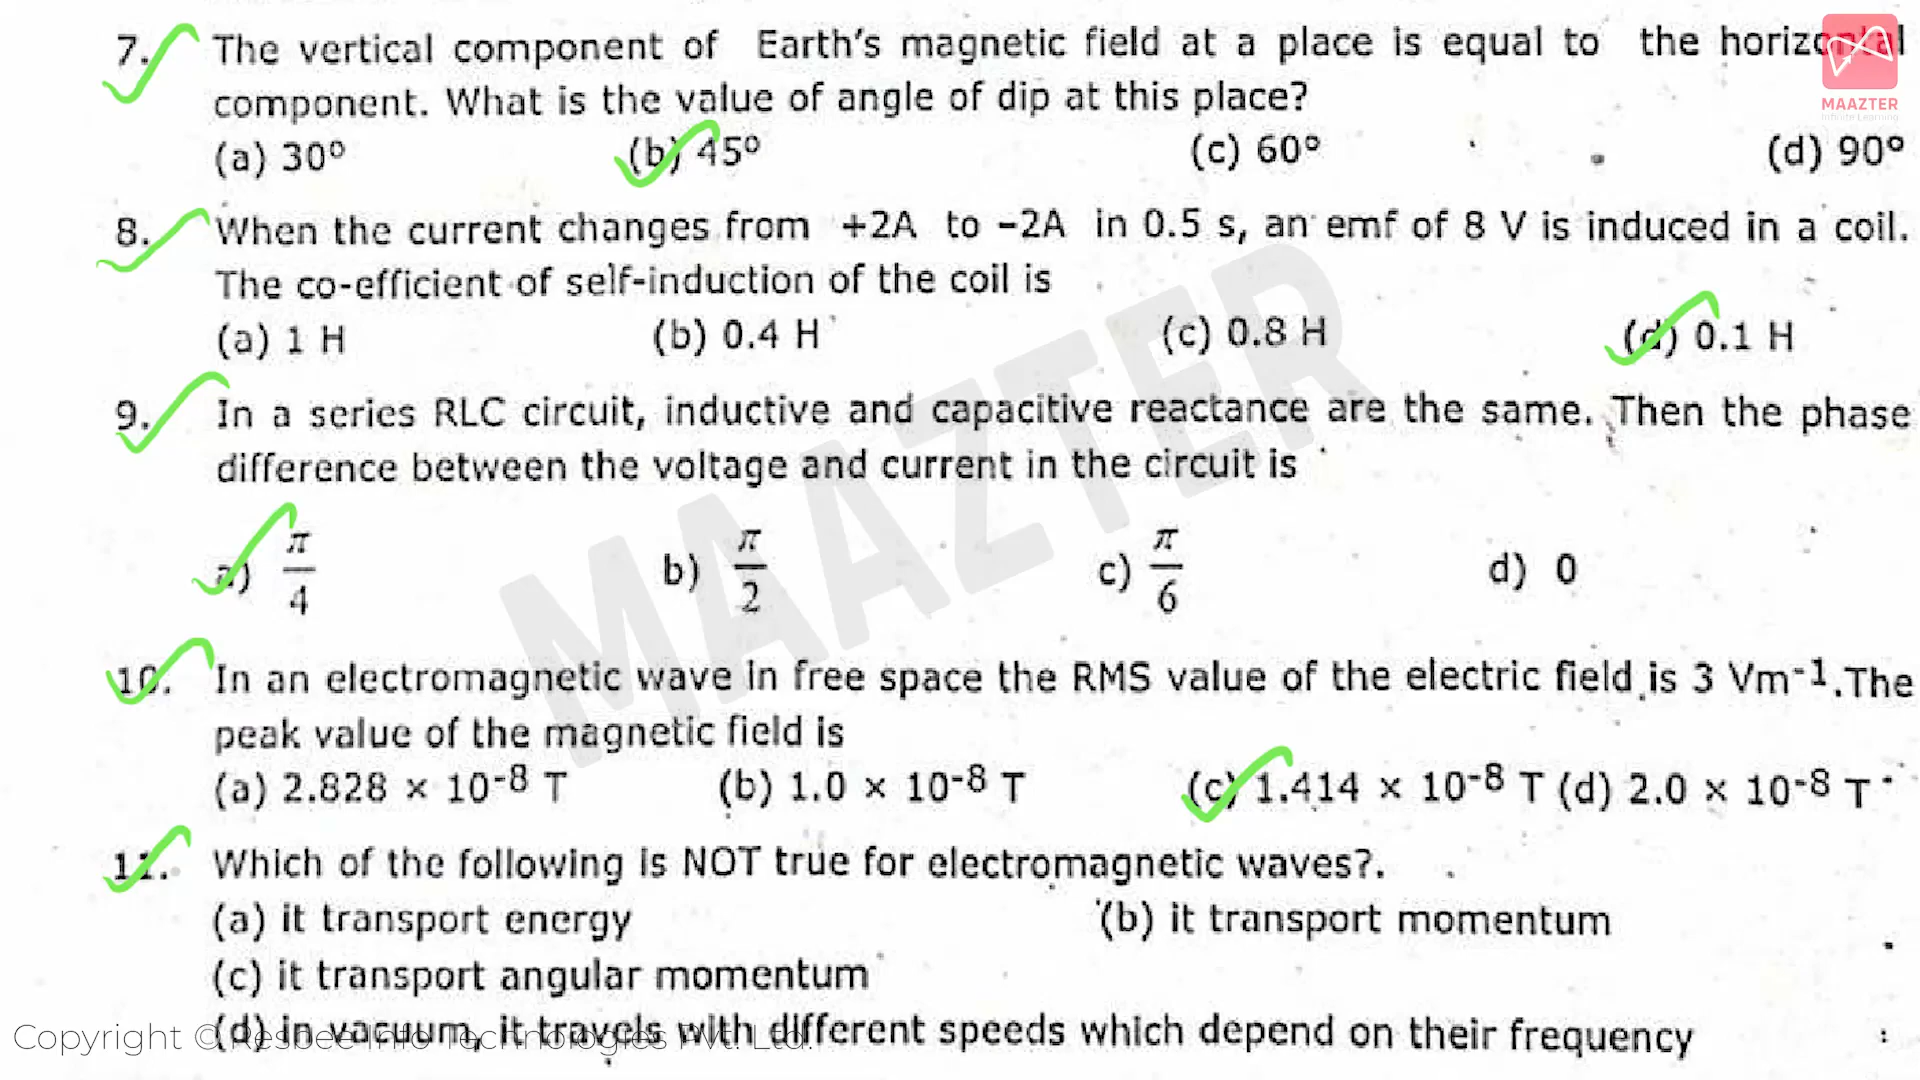 7. The vertical component of Earth's magnetic field at a place is equal to the horizontal
component. What is the value of angle of dip at this place?
(a) 30° (b) 45° (c) 60° (d) 90°
8. When the current changes from +2A to -2A in 0.5 s, an emf of 8 V is induced in a coil.
The co-efficient of self-induction of the coil is
(a) 1 H (b) 0.4 H (c) 0.8 H (d) 0.1 H
9. In a series RLC circuit, inductive and capacitive reactance are the same. Then the phase
difference between the voltage and current in the circuit is
a) π/4 b) π/2 c) π/6 d) 0
10. In an electromagnetic wave in free space the RMS value of the electric field is 3 Vm⁻¹. The
peak value of the magnetic field is
(a) 2.828 × 10⁻⁸ T (b) 1.0 × 10⁻⁸ T (c) 1.414 × 10⁻⁸ T (d) 2.0 × 10⁻⁸ T
11. Which of the following is NOT true for electromagnetic waves?.
(a) it transport energy (b) it transport momentum
(c) it transport angular momentum
(d) in vacuum, it travels with different speeds which depend on their frequency
MAAZTER
Infinite Learning
MAAZTER
Copyright © Resbee Info Technologies Pvt. Ltd.